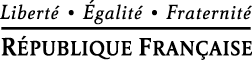 Liberté • Égalité • Fraternité
RÉPUBLIQUE FRANÇAISE